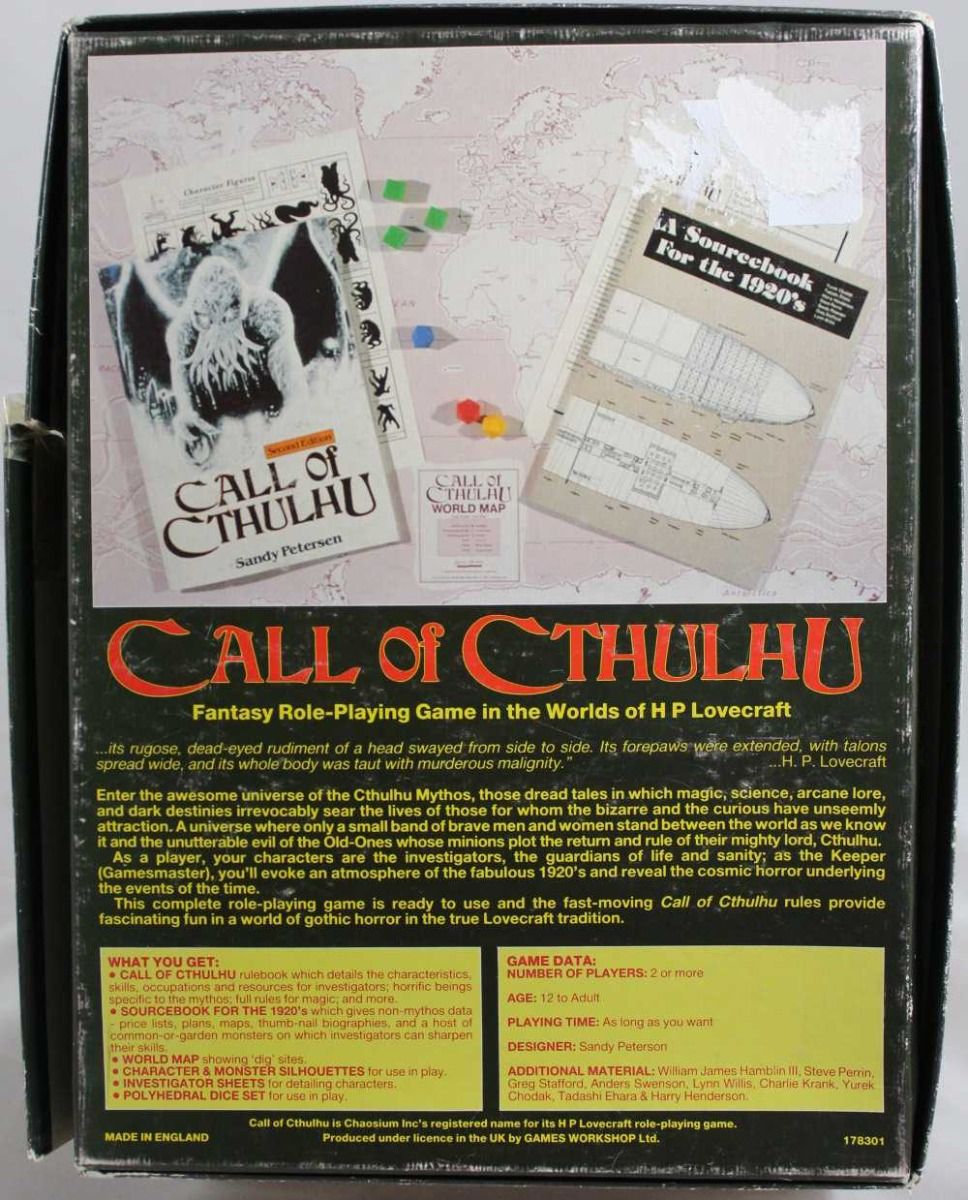 Character Figures
A Sourcebook
For the 1920's
Second Edition
CALL of
CTHULHU
Sandy Petersen
CALL of
CTHULHU
WORLD MAP
Antarctica
CALL of CTHULHU
Fantasy Role-Playing Game in the Worlds of H P Lovecraft
...its rugose, dead-eyed rudiment of a head swayed from side to side. Its forepaws were extended, with talons
spread wide, and its whole body was taut with murderous malignity." ...H. P. Lovecraft
Enter the awesome universe of the Cthulhu Mythos, those dread tales in which magic, science, arcane lore,
and dark destinies irrevocably sear the lives of those for whom the bizarre and the curious have unseemly
attraction. A universe where only a small band of brave men and women stand between the world as we know
it and the unutterable evil of the Old-Ones whose minions plot the return and rule of their mighty lord, Cthulhu.
As a player, your characters are the investigators, the guardians of life and sanity; as the Keeper
(Gamesmaster), you'll evoke an atmosphere of the fabulous 1920's and reveal the cosmic horror underlying
the events of the time.
This complete role-playing game is ready to use and the fast-moving Call of Cthulhu rules provide
fascinating fun in a world of gothic horror in the true Lovecraft tradition.
WHAT YOU GET:
• CALL OF CTHULHU rulebook which details the characteristics,
skills, occupations and resources for investigators; horrific beings
specific to the mythos; full rules for magic; and more.
• SOURCEBOOK FOR THE 1920's which gives non-mythos data
- price lists, plans, maps, thumb-nail biographies, and a host of
common-or-garden monsters on which investigators can sharpen
their skills.
• WORLD MAP showing 'dig' sites.
• CHARACTER & MONSTER SILHOUETTES for use in play.
• INVESTIGATOR SHEETS for detailing characters.
• POLYHEDRAL DICE SET for use in play.
GAME DATA:
NUMBER OF PLAYERS: 2 or more
AGE: 12 to Adult
PLAYING TIME: As long as you want
DESIGNER: Sandy Peterson
ADDITIONAL MATERIAL: William James Hamblin III, Steve Perrin,
Greg Stafford, Anders Swenson, Lynn Willis, Charlie Krank, Yurek
Chodak, Tadashi Ehara & Harry Henderson.
Call of Cthulhu is Chaosium Inc's registered name for its H P Lovecraft role-playing game.
MADE IN ENGLAND Produced under licence in the UK by GAMES WORKSHOP Ltd. 178301